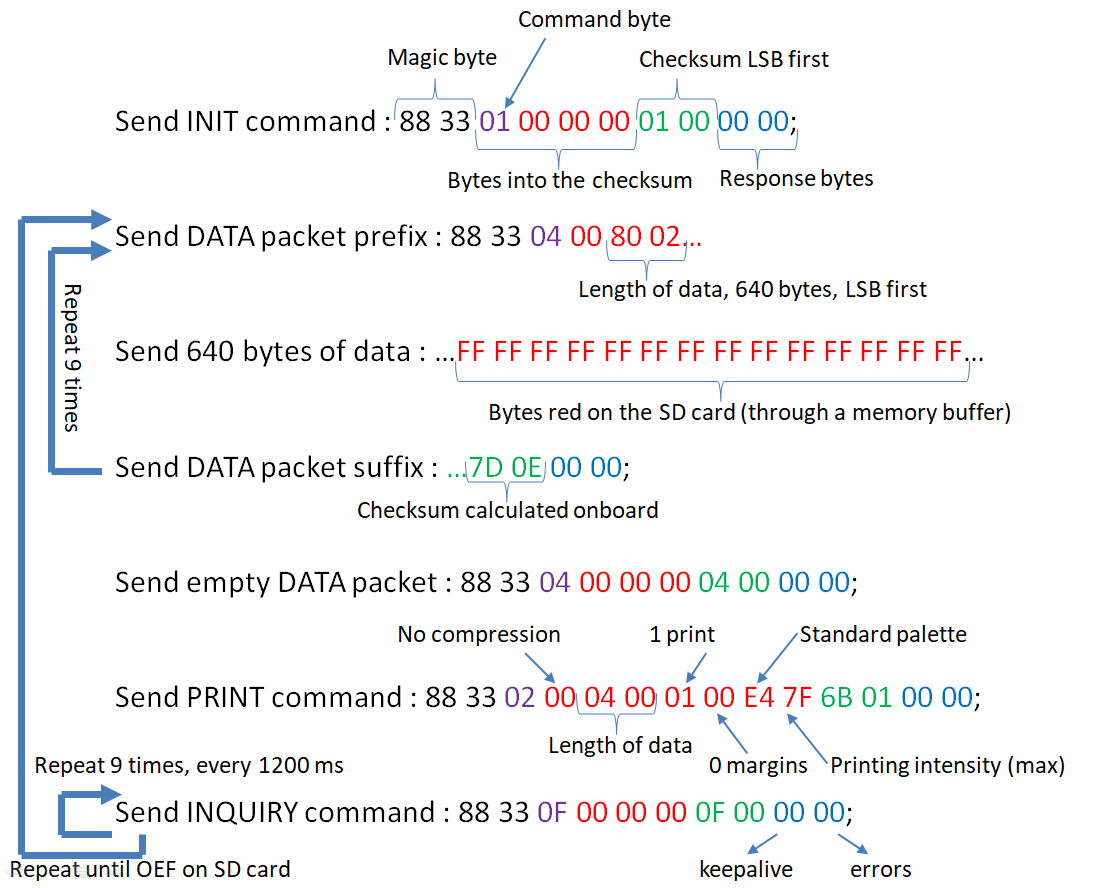 Command byte
Magic byte
Checksum LSB first
Send INIT command : 88 33 01 00 00 00 01 00 00 00;
Bytes into the checksum
Response bytes
Send DATA packet prefix : 88 33 04 00 80 02...
Length of data, 640 bytes, LSB first
Repeat 9 times
Send 640 bytes of data : ...FF FF FF FF FF FF FF FF FF FF FF FF FF FF...
Bytes red on the SD card (through a memory buffer)
Send DATA packet suffix : ...7D 0E 00 00;
Checksum calculated onboard
Send empty DATA packet : 88 33 04 00 00 00 04 00 00 00;
No compression
1 print
Standard palette
Send PRINT command : 88 33 02 00 04 00 01 00 E4 7F 6B 01 00 00;
Length of data
0 margins
Printing intensity (max)
Repeat 9 times, every 1200 ms
Send INQUIRY command : 88 33 0F 00 00 00 0F 00 00 00;
Repeat until OEF on SD card
keepalive
errors